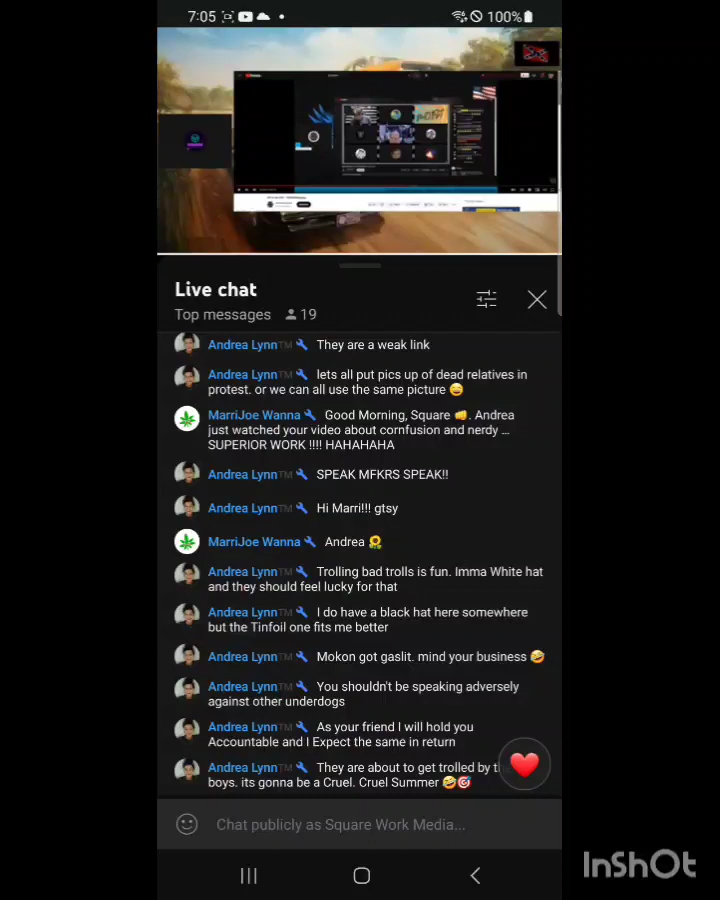 7:05
100%
Live chat
Top messages 19
Andrea Lynn™ They are a weak link
Andrea Lynn™ lets all put pics up of dead relatives in
protest. or we can all use the same picture 😅
MarriJoe Wanna Good Morning, Square 👊. Andrea
just watched your video about cornfusion and nerdy ...
SUPERIOR WORK !!!! HAHAHAHA
Andrea Lynn™ SPEAK MFKRS SPEAK!!
Andrea Lynn™ Hi Marri!!! gtsy
MarriJoe Wanna Andrea 🌻
Andrea Lynn™ Trolling bad trolls is fun. Imma White hat
and they should feel lucky for that
Andrea Lynn™ I do have a black hat here somewhere
but the Tinfoil one fits me better
Andrea Lynn™ Mokon got gaslit. mind your business 🤣
Andrea Lynn™ You shouldn't be speaking adversely
against other underdogs
Andrea Lynn™ As your friend I will hold you
Accountable and I Expect the same in return
Andrea Lynn™ They are about to get trolled by
boys. its gonna be a Cruel. Cruel Summer 🤣🎯
Chat publicly as Square Work Media...
InShOt